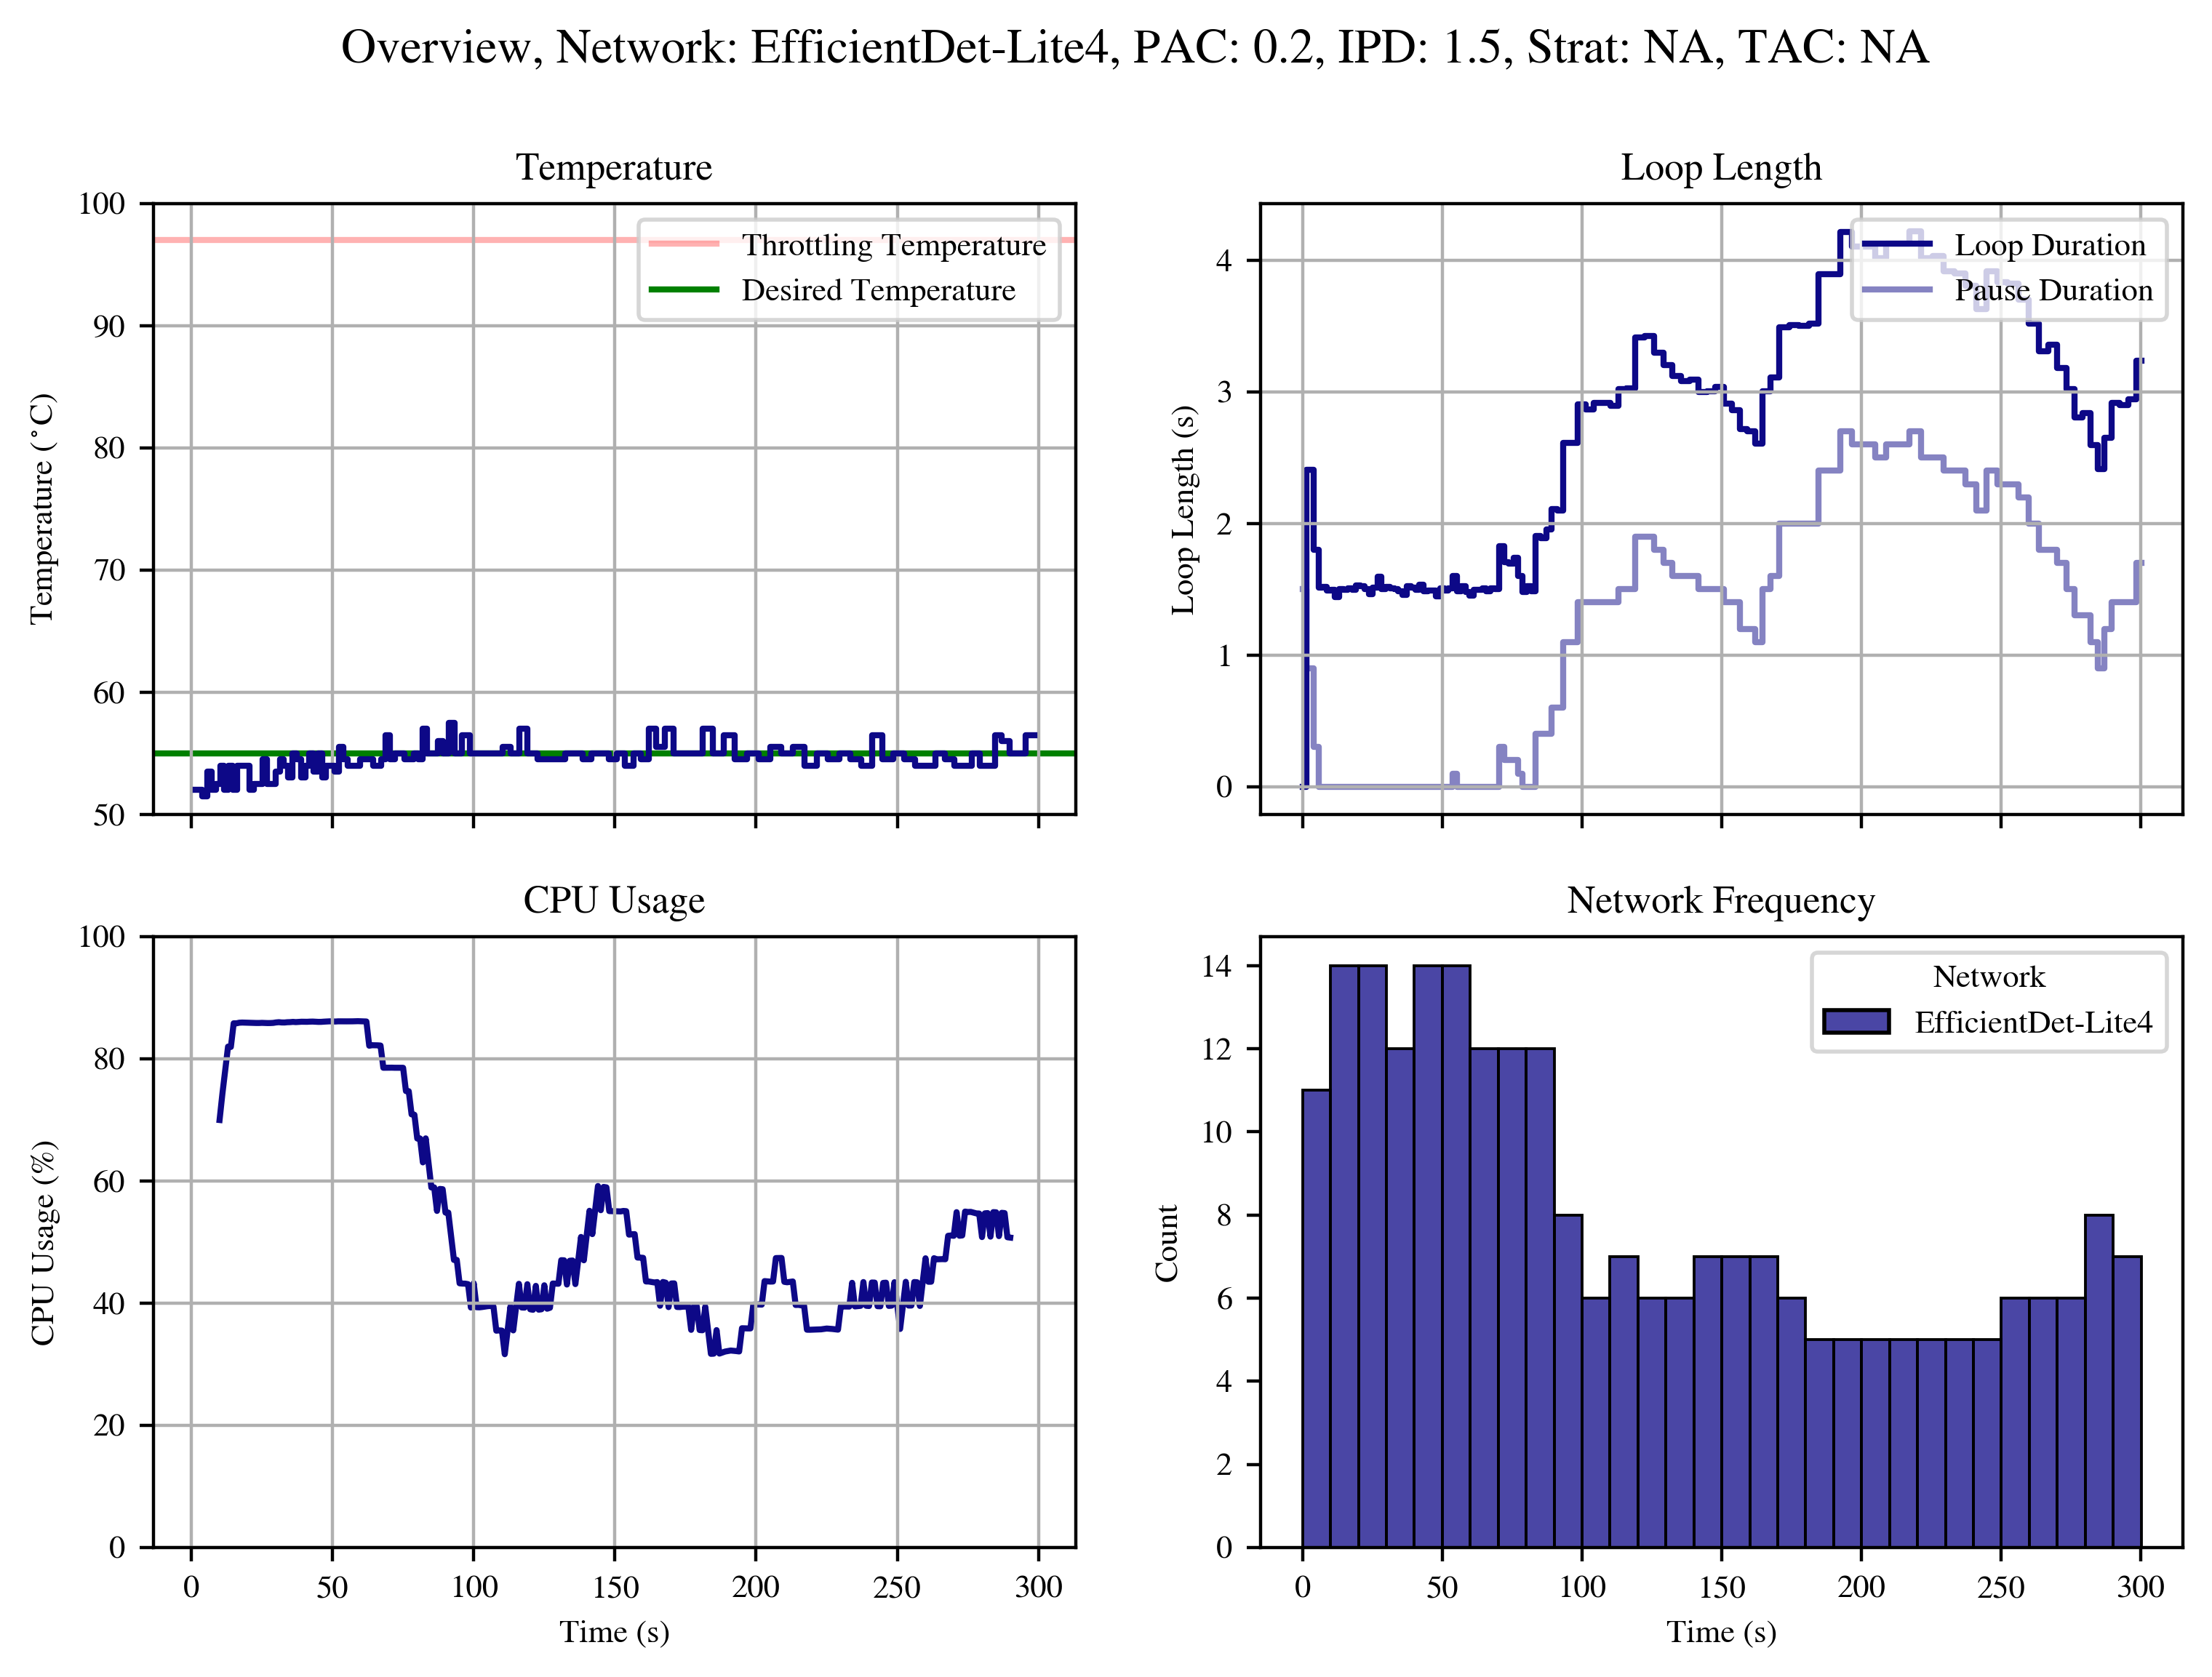 Overview, Network: EfficientDet-Lite4, PAC: 0.2, IPD: 1.5, Strat: NA, TAC: NA
Temperature
100
90
80
70
60
50
Temperature (°C)
Throttling Temperature
Desired Temperature
Loop Length
4
3
2
1
0
Loop Length (s)
Loop Duration
Pause Duration
CPU Usage
100
80
60
40
20
0
CPU Usage (%)
0 50 100 150 200 250 300
Time (s)
Network Frequency
14
12
10
8
6
4
2
0
Count
Network
EfficientDet-Lite4
0 50 100 150 200 250 300
Time (s)